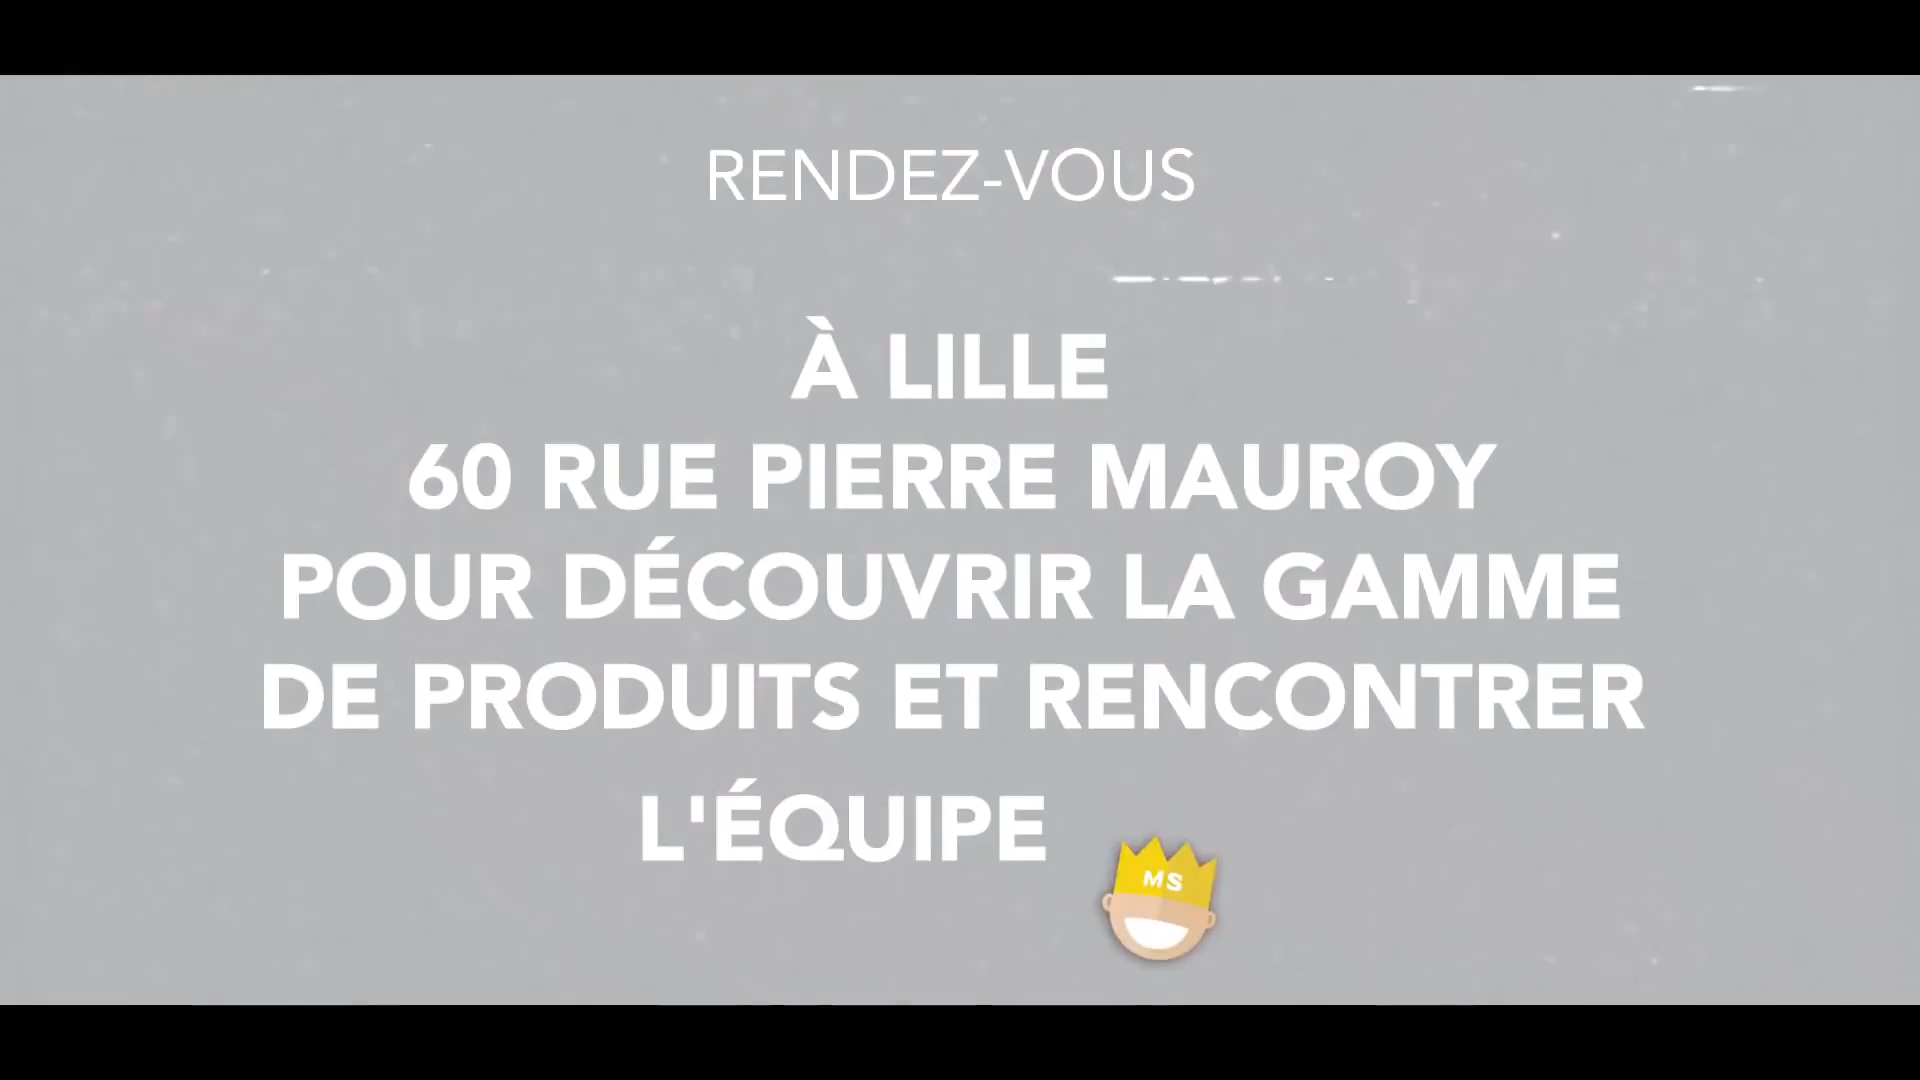 RENDEZ-VOUS
À LILLE
60 RUE PIERRE MAUROY
POUR DÉCOUVRIR LA GAMME
DE PRODUITS ET RENCONTRER
L'ÉQUIPE
MS